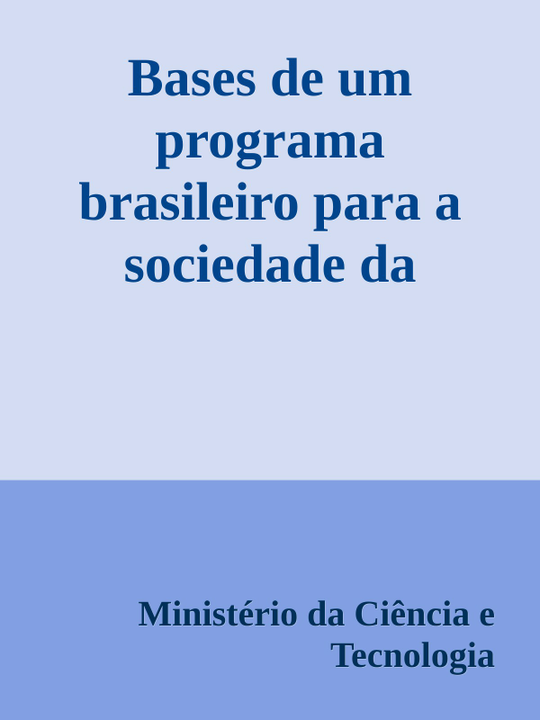 Bases de um
programa
brasileiro para a
sociedade da
Ministério da Ciência e
Tecnologia